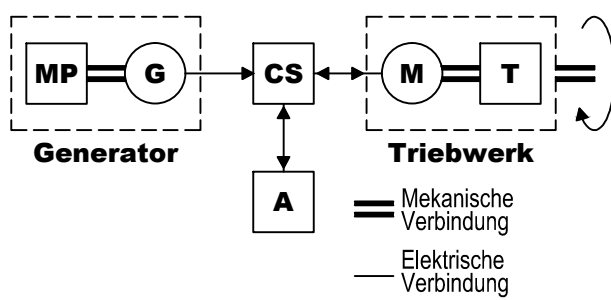 MP G CS M T
Generator Triebwerk
A
Mekanische
Verbindung
Elektrische
Verbindung